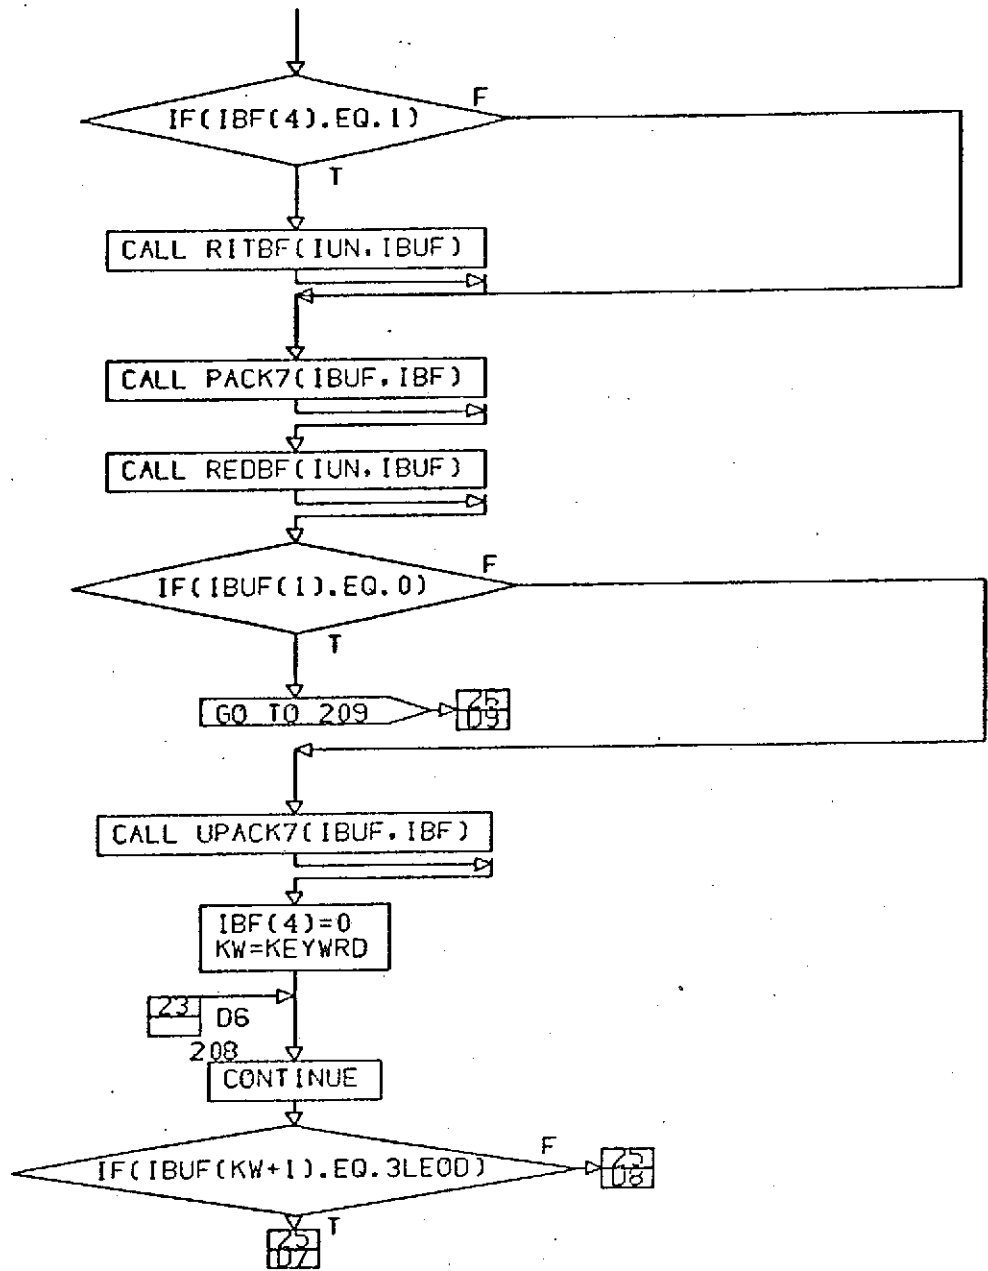 F
IF(IBF(4).EQ.1)
T
CALL RITBF(IUN,IBUF)
CALL PACK7(IBUF,IBF)
CALL REDBF(IUN,IBUF)
F
IF(IBUF(1).EQ.0)
T
GO TO 209
26
D9
CALL UPACK7(IBUF,IBF)
IBF(4)=0
KW=KEYWRD
23
D6
208
CONTINUE
F
IF(IBUF(KW+1).EQ.3LEOD)
25
D8
T
25
D7